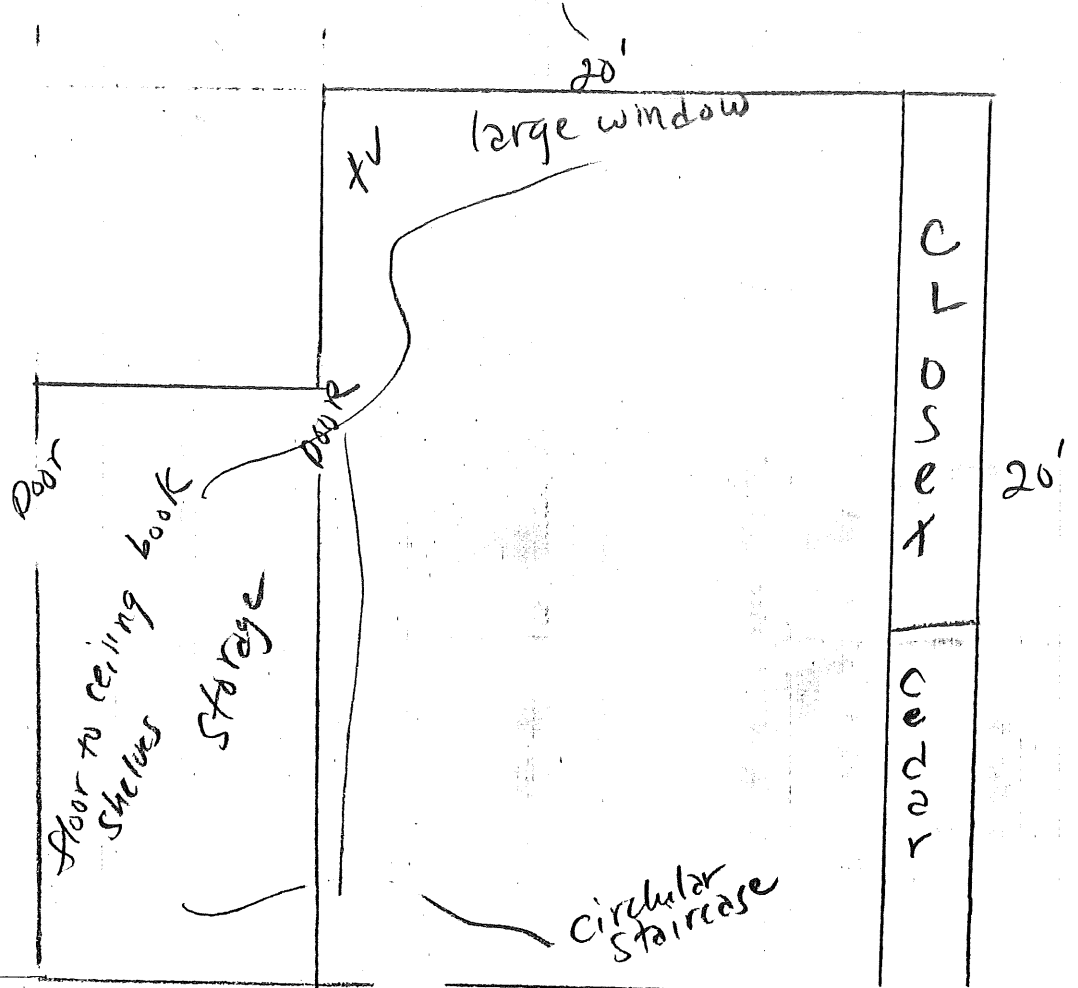 20'
large window
TV
CLOSET
20'
DOOR
Door
floor to ceiling book
shelves
Storage
cedar
circular
staircase